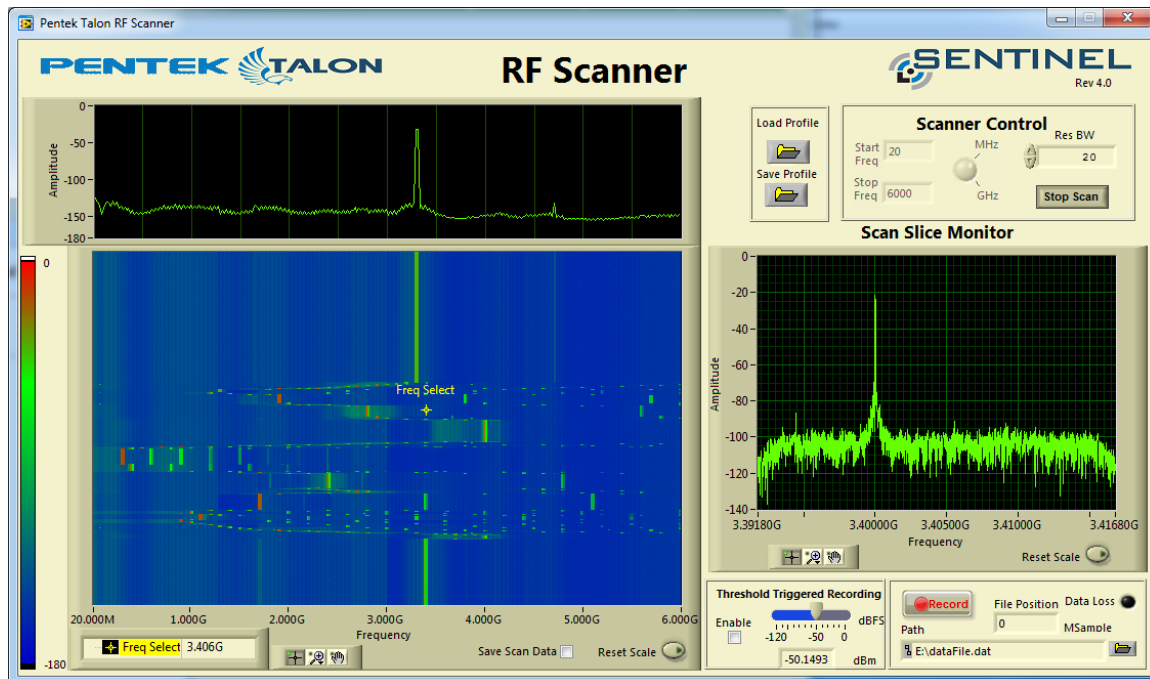 Pentek Talon RF Scanner
PENTEK TALON
RF Scanner
SENTINEL
Rev 4.0
0
-50
-100
-150
-180
Amplitude
Load Profile
Save Profile
Scanner Control
Start Freq 20
MHz
Res BW
20
Stop Freq 6000
GHz
Stop Scan
Scan Slice Monitor
0
-180
Freq Select
20.000M 1.000G 2.000G 3.000G 4.000G 5.000G 6.000G
Frequency
Freq Select 3.406G
Save Scan Data
Reset Scale
0
-20
-40
-60
-80
-100
-120
-140
Amplitude
3.39180G 3.40000G 3.40500G 3.41000G 3.41680G
Frequency
Reset Scale
Threshold Triggered Recording
Enable
-120 -50 0
dBFS
-50.1493 dBm
Record
File Position
0
Data Loss
MSample
Path
E:\dataFile.dat